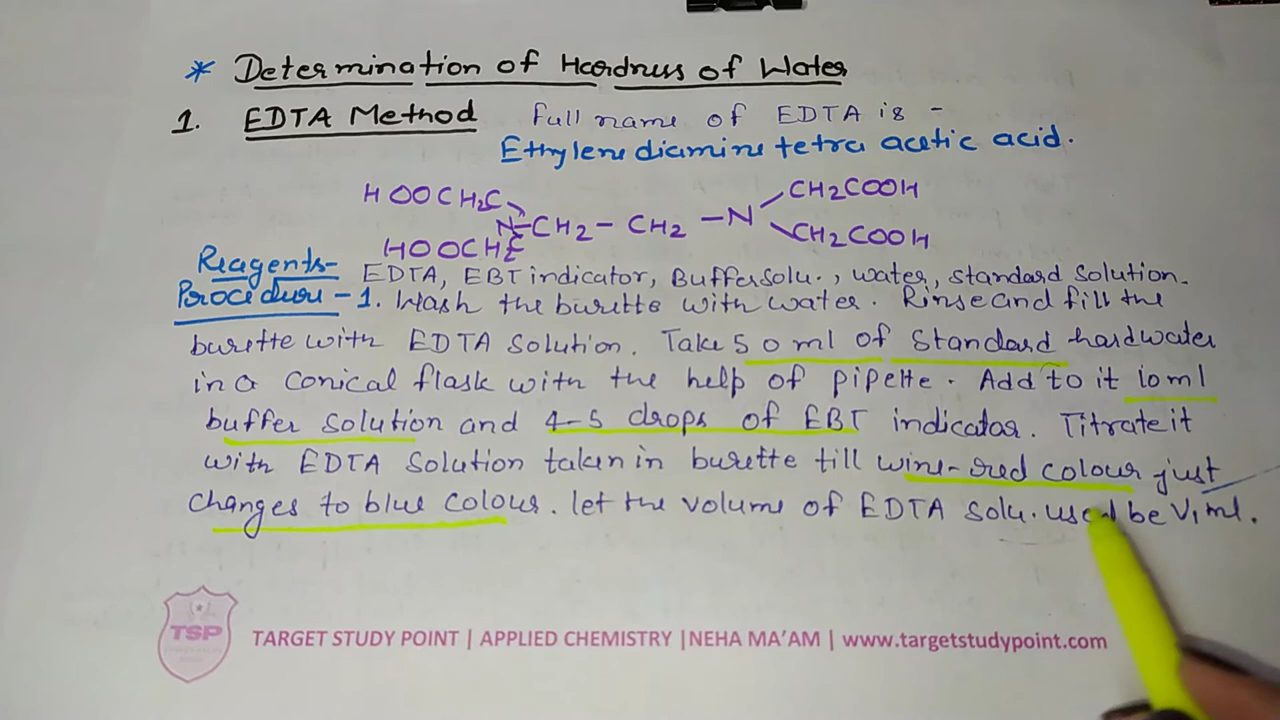 * Determination of Hardness of Water
1. EDTA Method Full name of EDTA is -
Ethylene diamine tetra acetic acid.
HOOCH2C CH2COOH
N-CH2-CH2-N
HOOCH2C CH2COOH
Reagents- EDTA, EBT indicator, Buffer Solu., water, standard solution.
Procedure - 1. Wash the burette with water. Rinse and fill the
burette with EDTA Solution. Take 50 ml of Standard hardwater
in a conical flask with the help of pipette. Add to it 10ml
buffer solution and 4-5 drops of EBT indicator. Titrate it
with EDTA Solution taken in burette till wine-red colour just
changes to blue colour. let the volume of EDTA Solu. used be V1 ml.
TSP
TARGET STUDY POINT | APPLIED CHEMISTRY |NEHA MA'AM | www.targetstudypoint.com